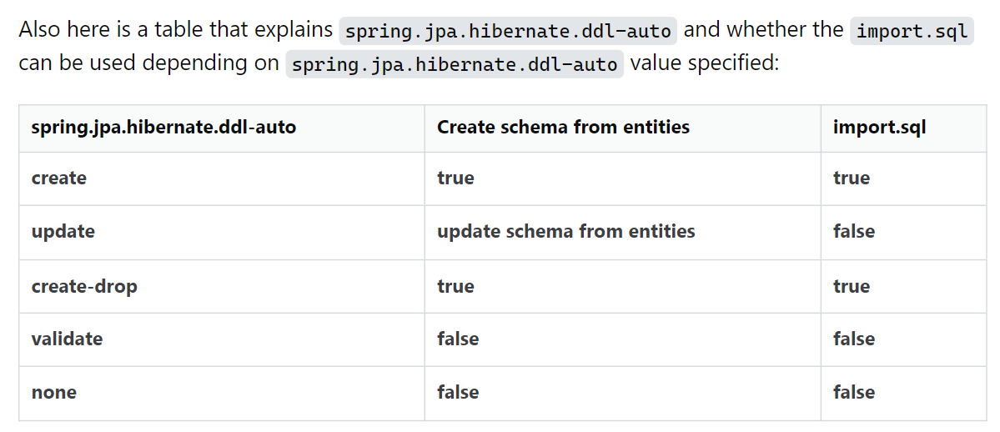 Also here is a table that explains spring.jpa.hibernate.ddl-auto and whether the import.sql
can be used depending on spring.jpa.hibernate.ddl-auto value specified:
spring.jpa.hibernate.ddl-auto Create schema from entities import.sql
create true true
update update schema from entities false
create-drop true true
validate false false
none false false